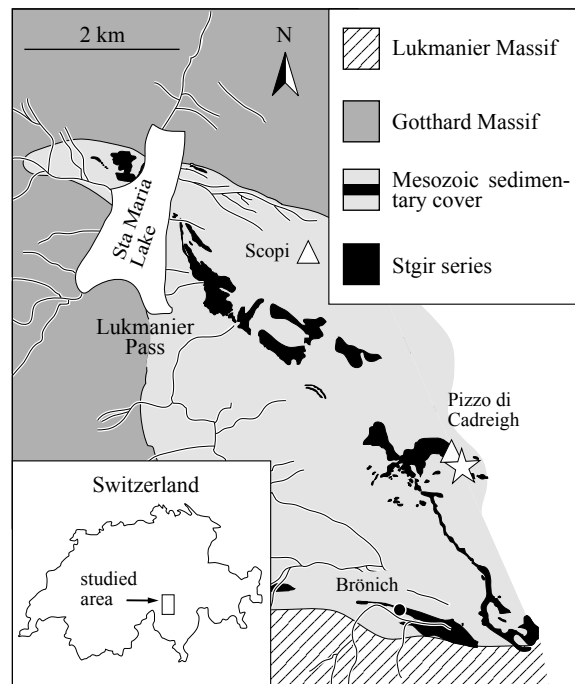 2 km
N
Lukmanier Massif
Gotthard Massif
Mesozoic sedimen-
tary cover
Stgir series
Sta Maria
Lake
Scopi
Lukmanier
Pass
Pizzo di
Cadreigh
Switzerland
studied
area
Brönich